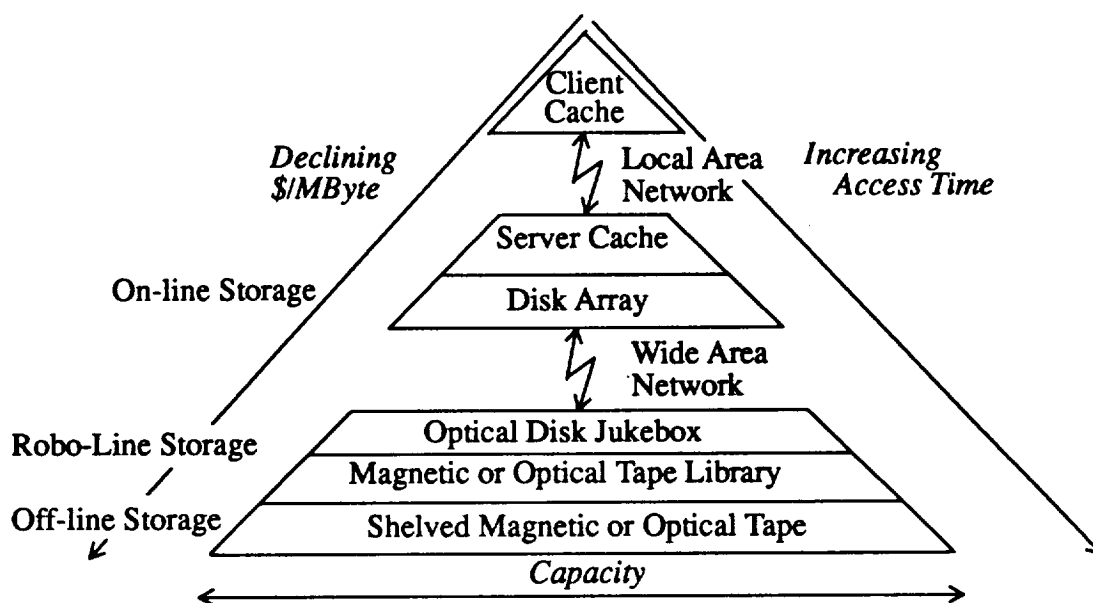 Client
Cache
Declining
$/MByte
Local Area
Network
Increasing
Access Time
Server Cache
On-line Storage
Disk Array
Wide Area
Network
Optical Disk Jukebox
Robo-Line Storage
Magnetic or Optical Tape Library
Off-line Storage
Shelved Magnetic or Optical Tape
Capacity